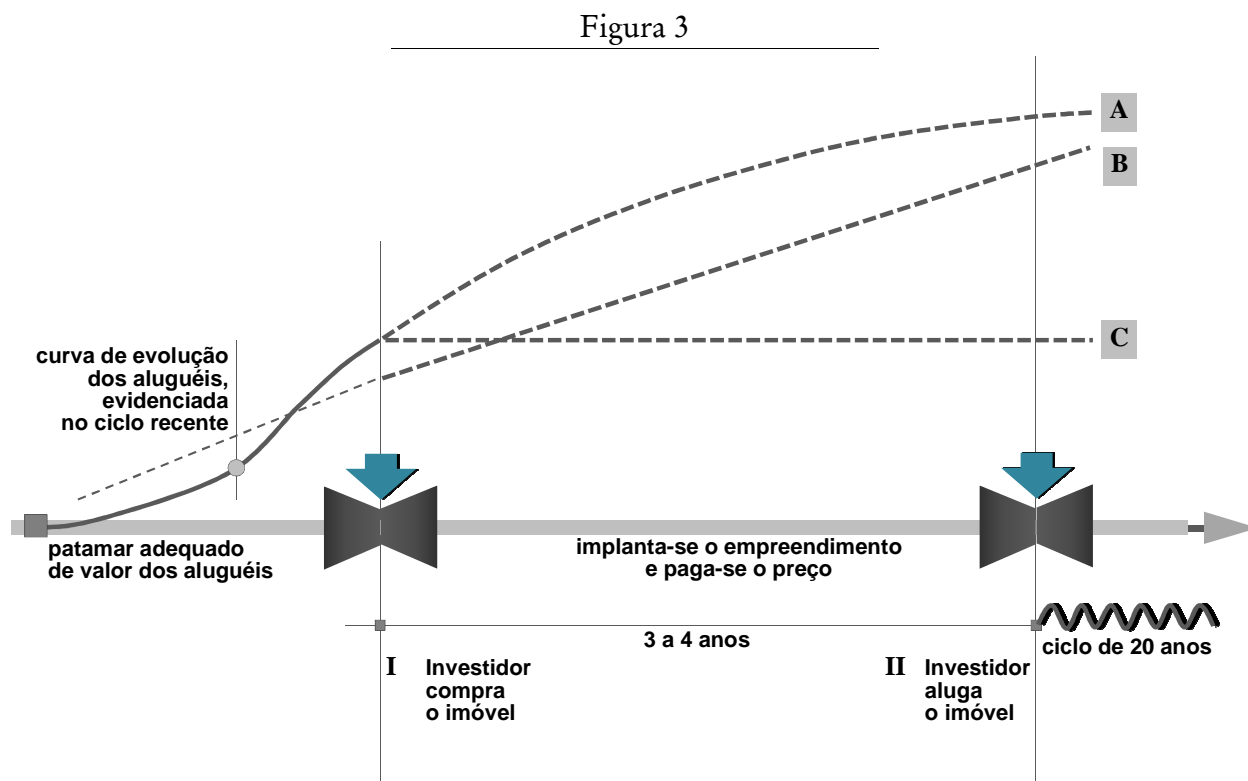 Figura 3
A
B
C
curva de evolução
dos aluguéis,
evidenciada
no ciclo recente
patamar adequado
de valor dos aluguéis
implanta-se o empreendimento
e paga-se o preço
3 a 4 anos
ciclo de 20 anos
I Investidor
compra
o imóvel
II Investidor
aluga
o imóvel